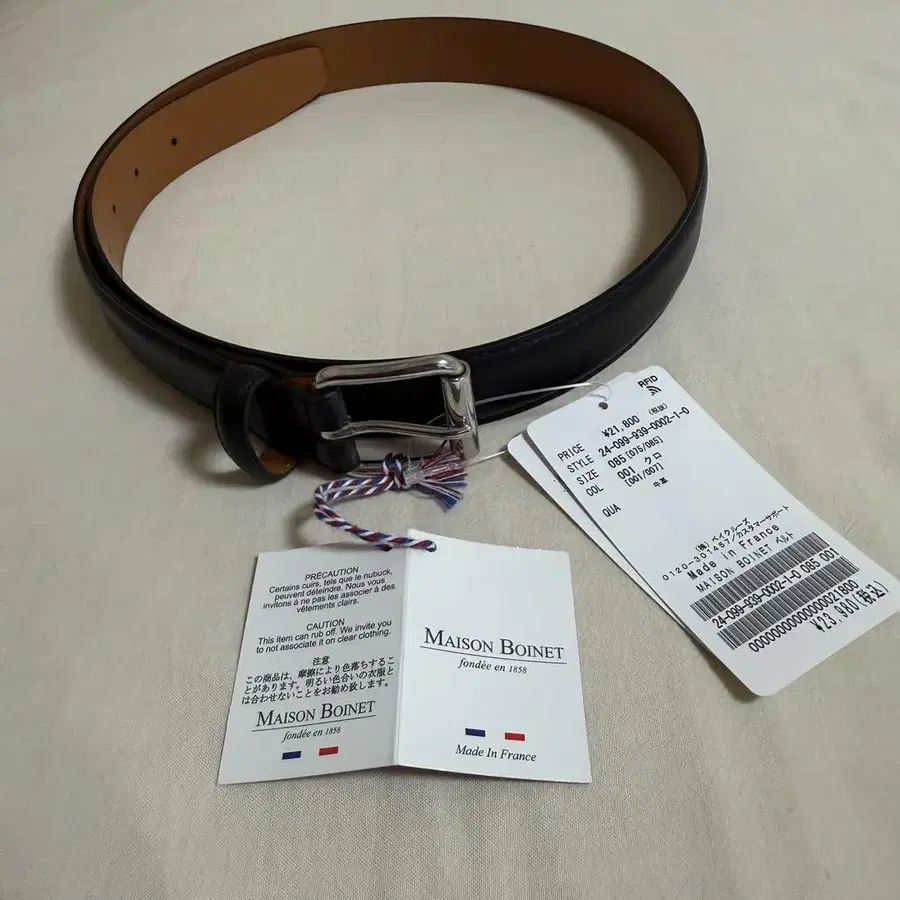 PRÉCAUTION
Certains cuirs, tels que le nubuck,
peuvent déteindre. Nous vous
invitons à ne pas les associer à des
vêtements clairs.
CAUTION
This item can rub off. We invite you
to not associate it on clear clothing.
注意
この商品は、摩擦により色落ちするこ
とがあります。明るい色合いの衣服と
は合わせないことをお勧め致します。
MAISON BOINET
fondée en 1858
MAISON BOINET
fondée en 1858
Made In France
RFID
PRICE ¥21,800 (税抜)
STYLE 24-099-939-0002-1-0
SIZE 085 [075/085]
COL 001 クロ
[001/007]
QUA 牛革
(株)ベイクルーズ
0120-301457/カスタマーサポート
Made in France
MAISON BOINET ベルト
24-099-939-0002-1-0 085 001
¥23,980(税込)